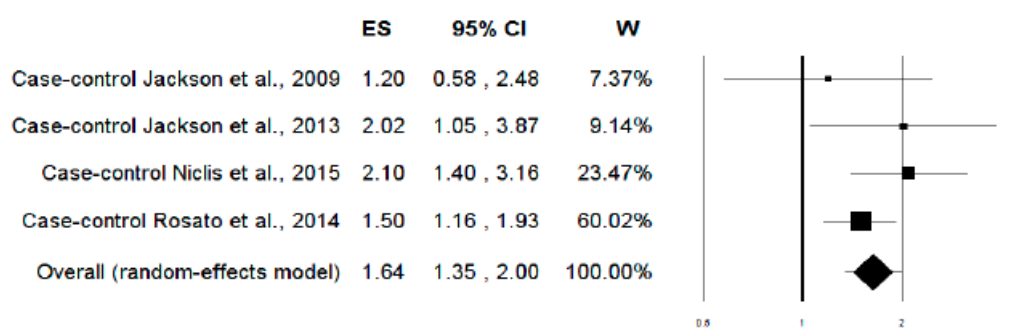 ES 95% CI W
Case-control Jackson et al., 2009 1.20 0.58 , 2.48 7.37%
Case-control Jackson et al., 2013 2.02 1.05 , 3.87 9.14%
Case-control Niclis et al., 2015 2.10 1.40 , 3.16 23.47%
Case-control Rosato et al., 2014 1.50 1.16 , 1.93 60.02%
Overall (random-effects model) 1.64 1.35 , 2.00 100.00%
0.5 1 2